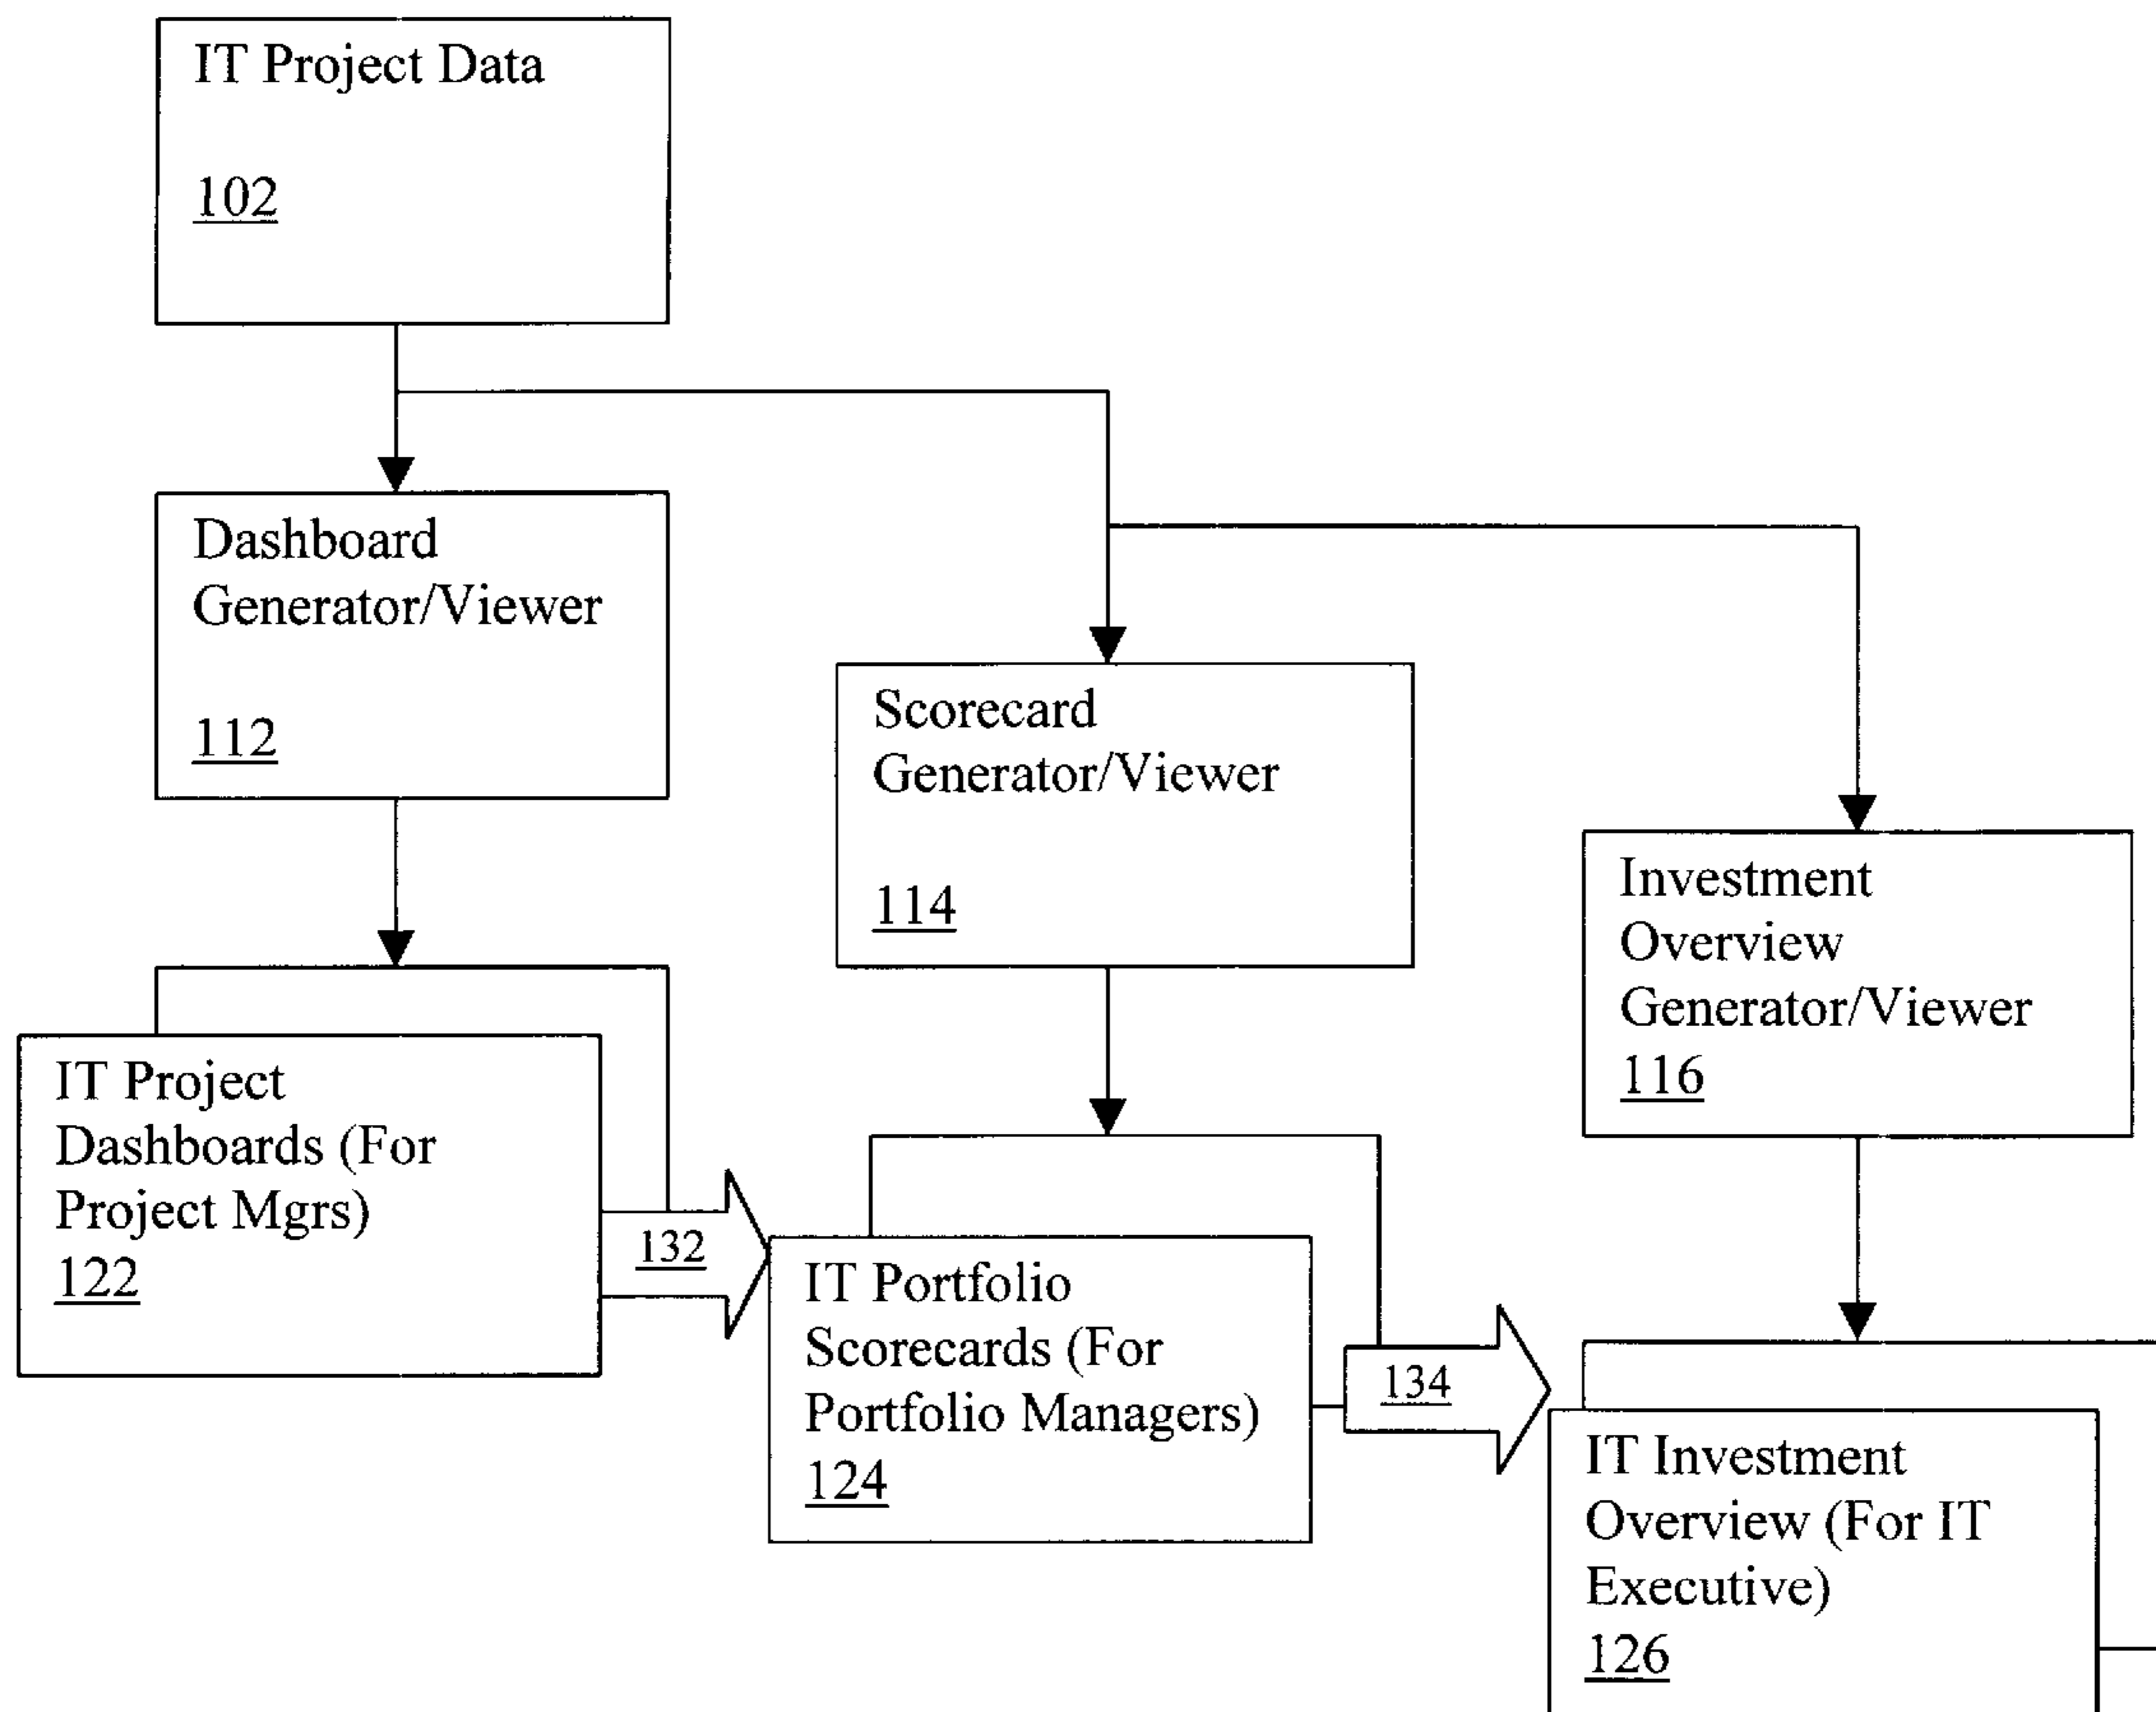 IT Project Data
102
Dashboard
Generator/Viewer
112
Scorecard
Generator/Viewer
114
Investment
Overview
Generator/Viewer
116
IT Project
Dashboards (For
Project Mgrs)
122
132
IT Portfolio
Scorecards (For
Portfolio Managers)
124
134
IT Investment
Overview (For IT
Executive)
126